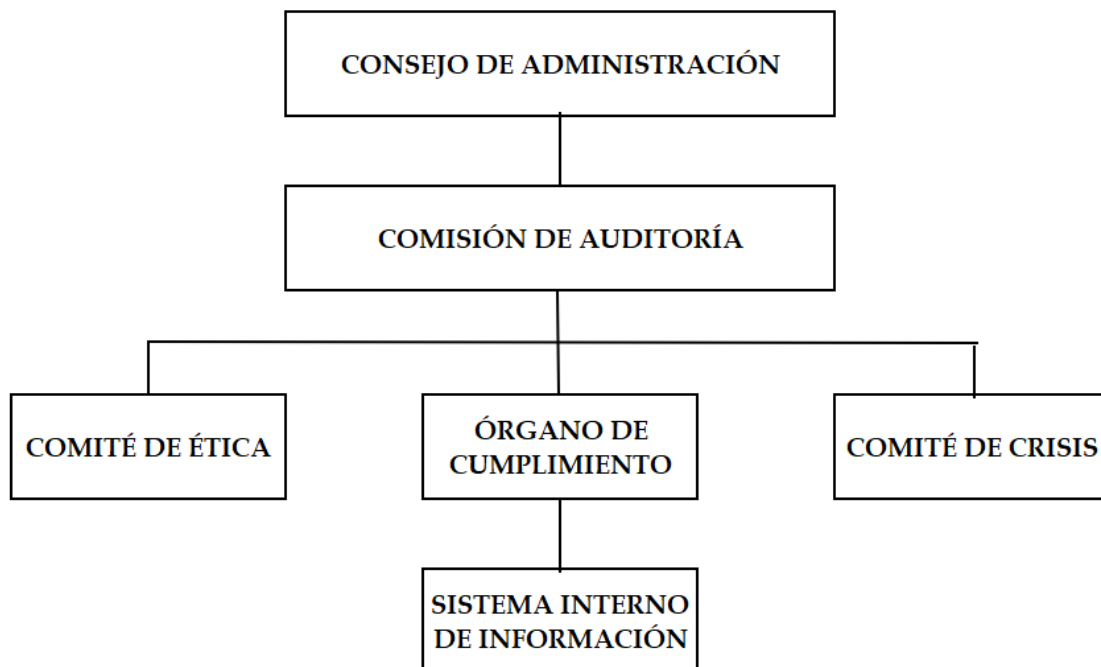 CONSEJO DE ADMINISTRACIÓN
COMISIÓN DE AUDITORÍA
COMITÉ DE ÉTICA
ÓRGANO DE
CUMPLIMIENTO
COMITÉ DE CRISIS
SISTEMA INTERNO
DE INFORMACIÓN